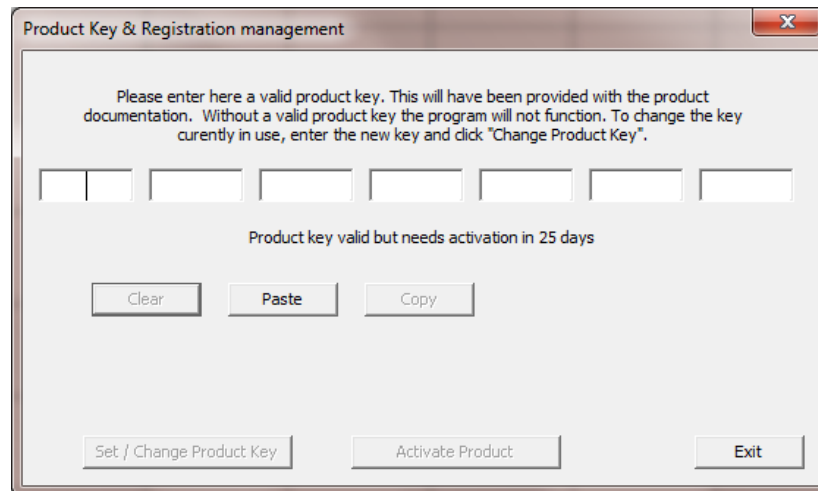 Product Key & Registration management
Please enter here a valid product key. This will have been provided with the product
documentation.  Without a valid product key the program will not function. To change the key
curently in use, enter the new key and click "Change Product Key".
Product key valid but needs activation in 25 days
Clear
Paste
Copy
Set / Change Product Key
Activate Product
Exit